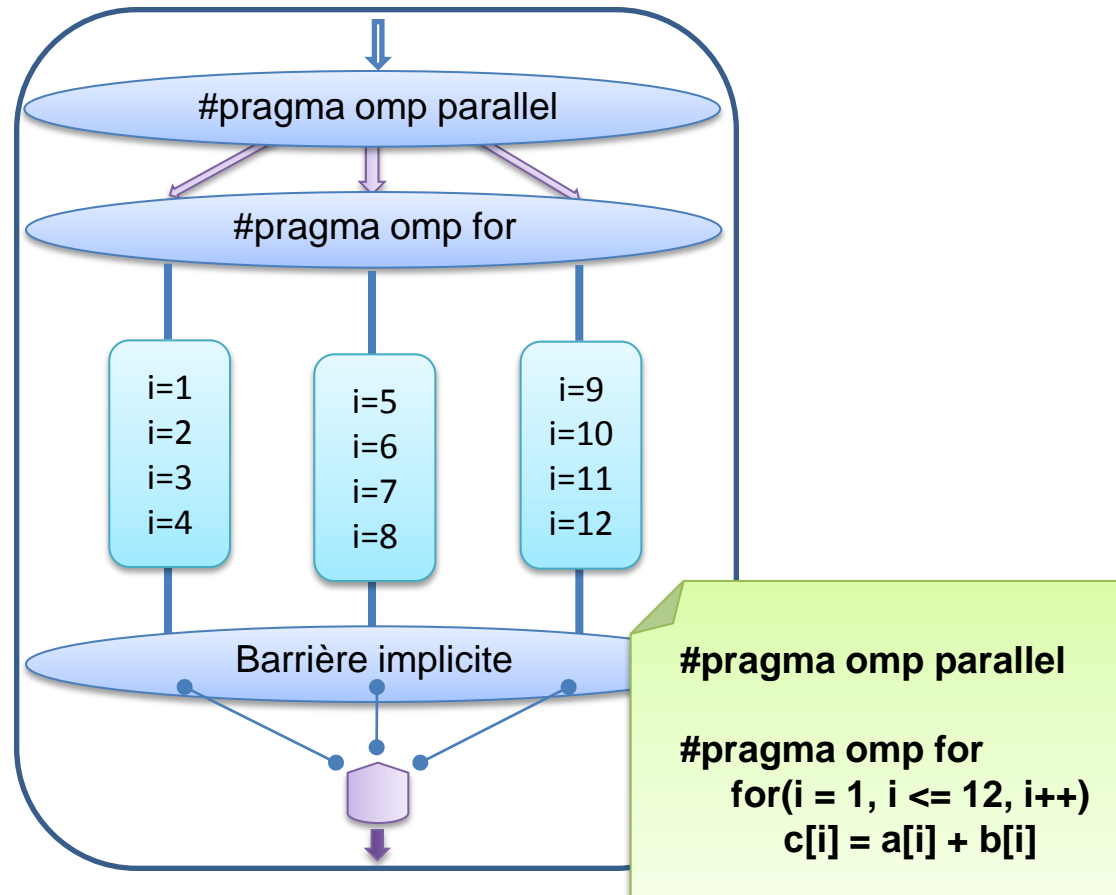 #pragma omp parallel
#pragma omp for
i=1
i=2
i=3
i=4
i=5
i=6
i=7
i=8
i=9
i=10
i=11
i=12
Barrière implicite
#pragma omp parallel
#pragma omp for
for(i = 1, i <= 12, i++)
c[i] = a[i] + b[i]